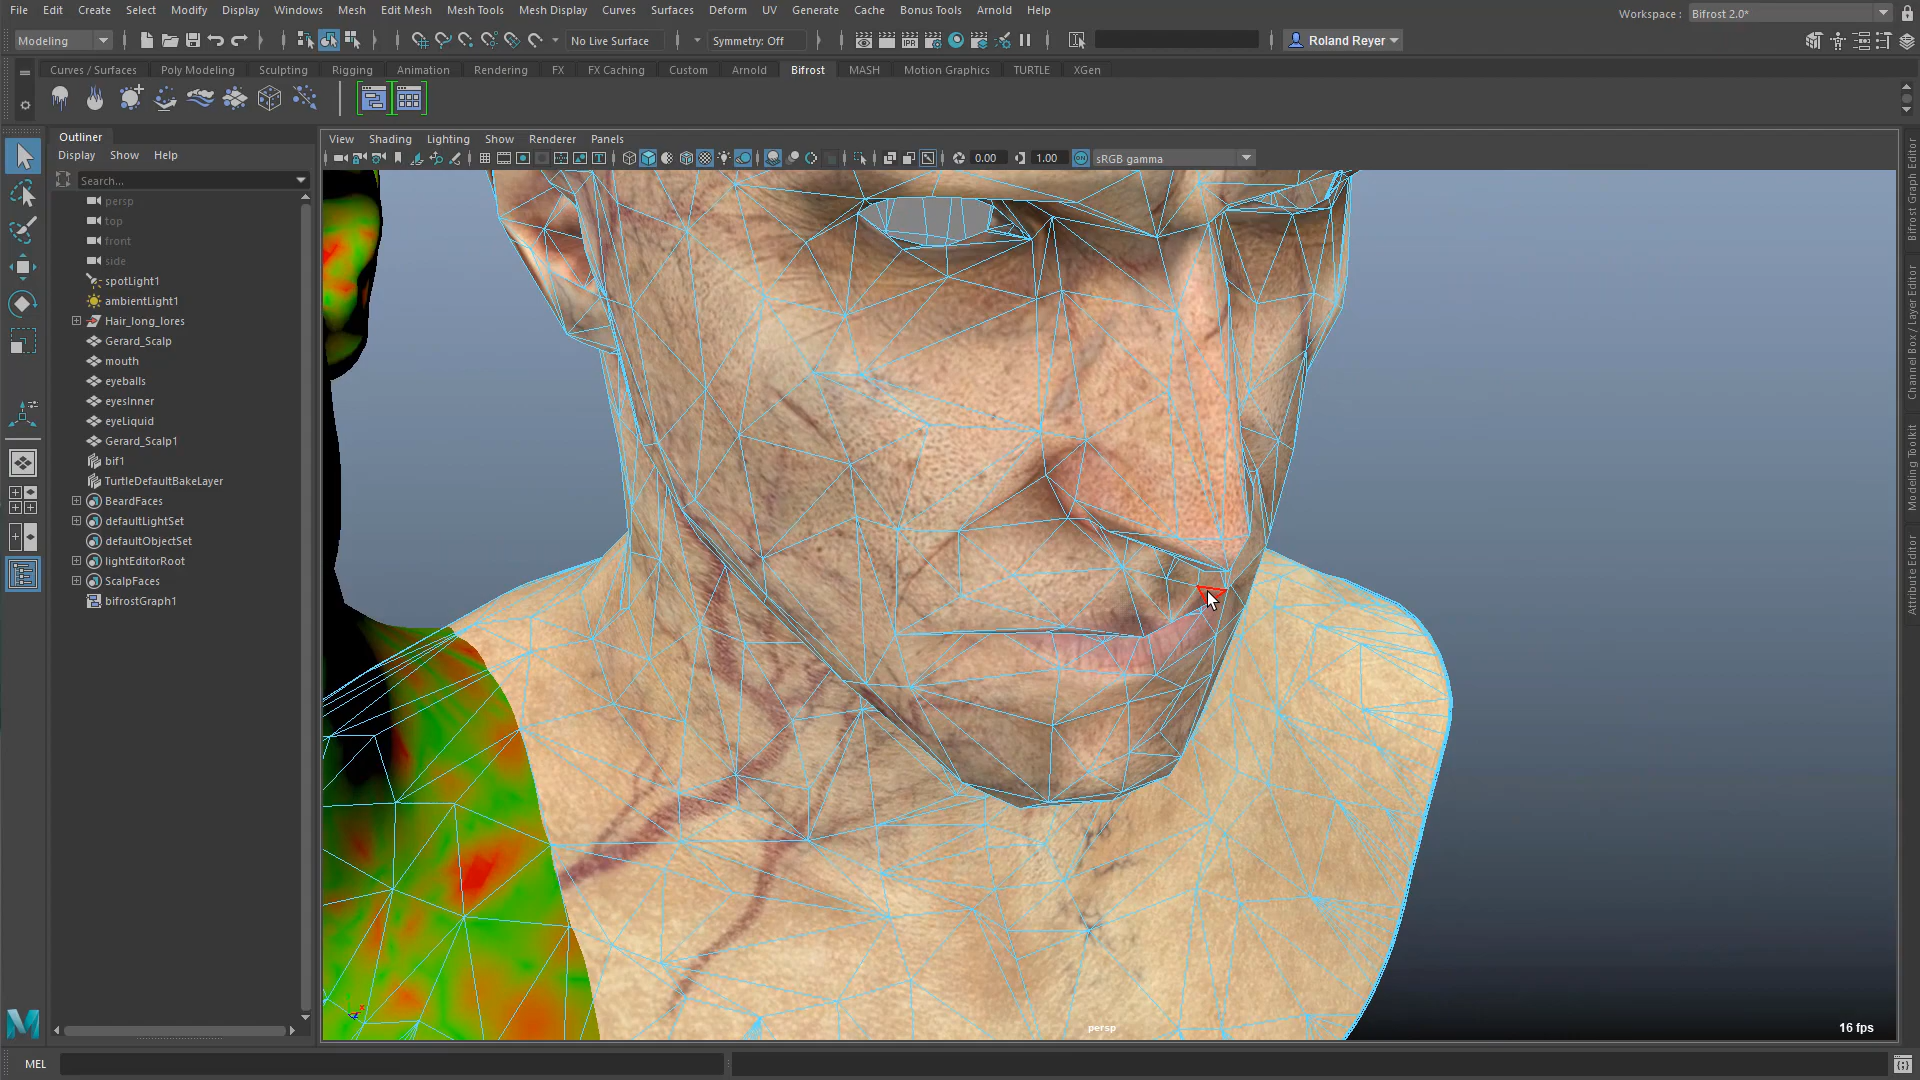 File Edit Create Select Modify Display Windows Mesh Edit Mesh Mesh Tools Mesh Display Curves Surfaces Deform UV Generate Cache Bonus Tools Arnold Help
Workspace : Bifrost 2.0*
Modeling No Live Surface Symmetry: Off IPR Roland Reyer
Curves / Surfaces Poly Modeling Sculpting Rigging Animation Rendering FX FX Caching Custom Arnold Bifrost MASH Motion Graphics TURTLE XGen
Outliner
Display Show Help
Search...
persp
top
front
side
spotLight1
ambientLight1
Hair_long_lores
Gerard_Scalp
mouth
eyeballs
eyesInner
eyeLiquid
Gerard_Scalp1
bif1
TurtleDefaultBakeLayer
BeardFaces
defaultLightSet
defaultObjectSet
lightEditorRoot
ScalpFaces
bifrostGraph1
View Shading Lighting Show Renderer Panels
0.00 1.00 ON sRGB gamma
persp
16 fps
Bifrost Graph Editor
Channel Box / Layer Editor
Modeling Toolkit
Attribute Editor
M
MEL